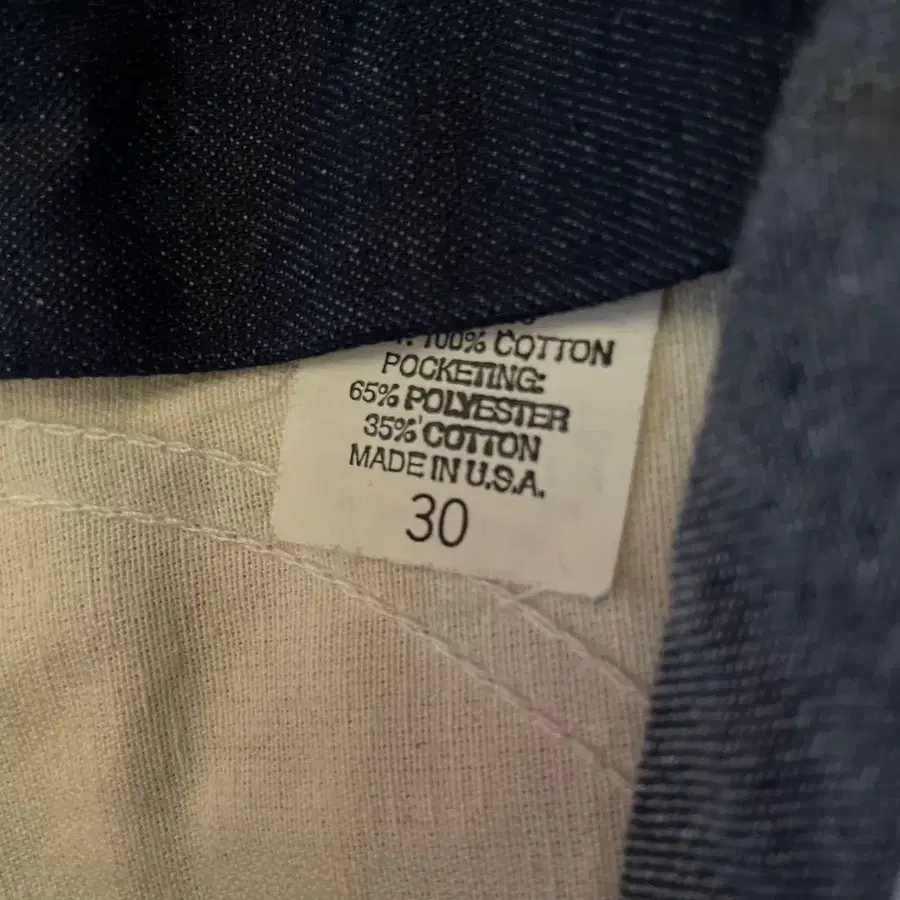 100% COTTON
POCKETING:
65% POLYESTER
35% COTTON
MADE IN U.S.A.
30